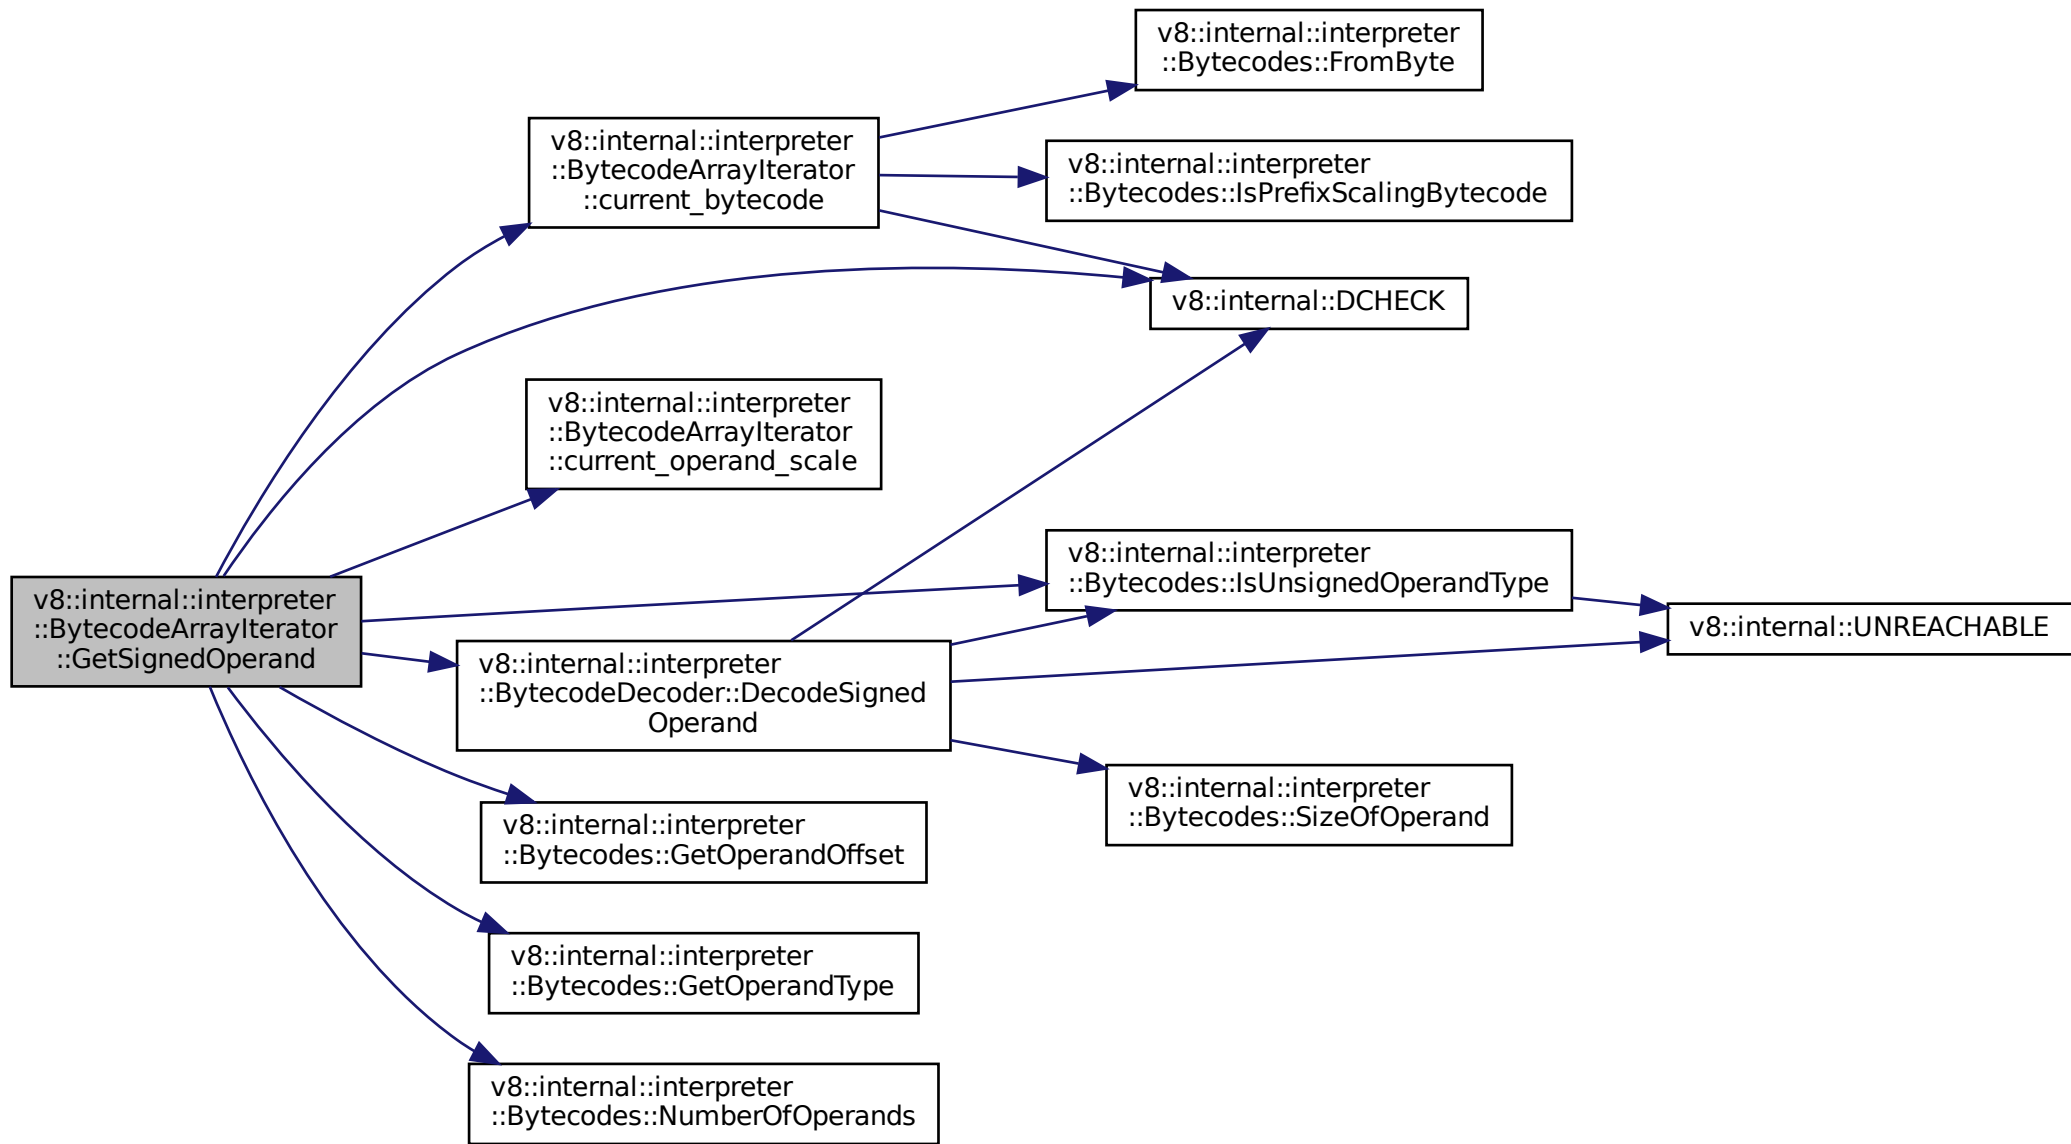 v8::internal::interpreter
::Bytecodes::FromByte
v8::internal::interpreter
::BytecodeArrayIterator
::current_bytecode
v8::internal::interpreter
::Bytecodes::IsPrefixScalingBytecode
v8::internal::DCHECK
v8::internal::interpreter
::BytecodeArrayIterator
::current_operand_scale
v8::internal::interpreter
::Bytecodes::IsUnsignedOperandType
v8::internal::interpreter
::BytecodeArrayIterator
::GetSignedOperand
v8::internal::UNREACHABLE
v8::internal::interpreter
::BytecodeDecoder::DecodeSigned
Operand
v8::internal::interpreter
::Bytecodes::SizeOfOperand
v8::internal::interpreter
::Bytecodes::GetOperandOffset
v8::internal::interpreter
::Bytecodes::GetOperandType
v8::internal::interpreter
::Bytecodes::NumberOfOperands